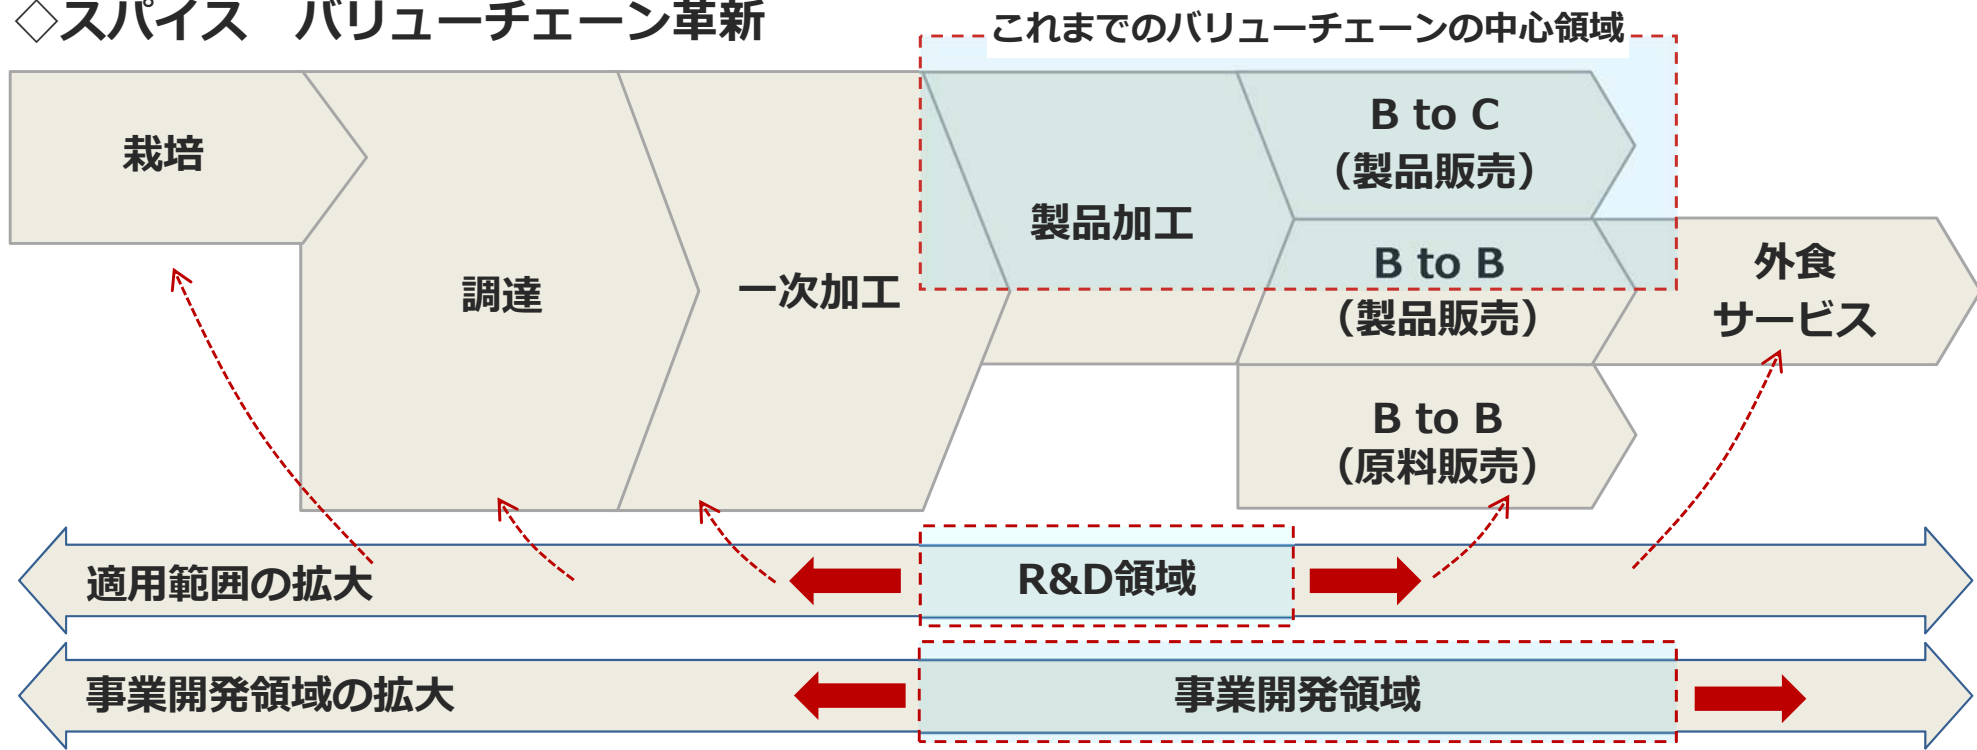 ◇スパイス　バリューチェーン革新
これまでのバリューチェーンの中心領域
栽培
調達
一次加工
製品加工
B to C
（製品販売）
B to B
（製品販売）
B to B
（原料販売）
外食
サービス
適用範囲の拡大
R&D領域
事業開発領域の拡大
事業開発領域